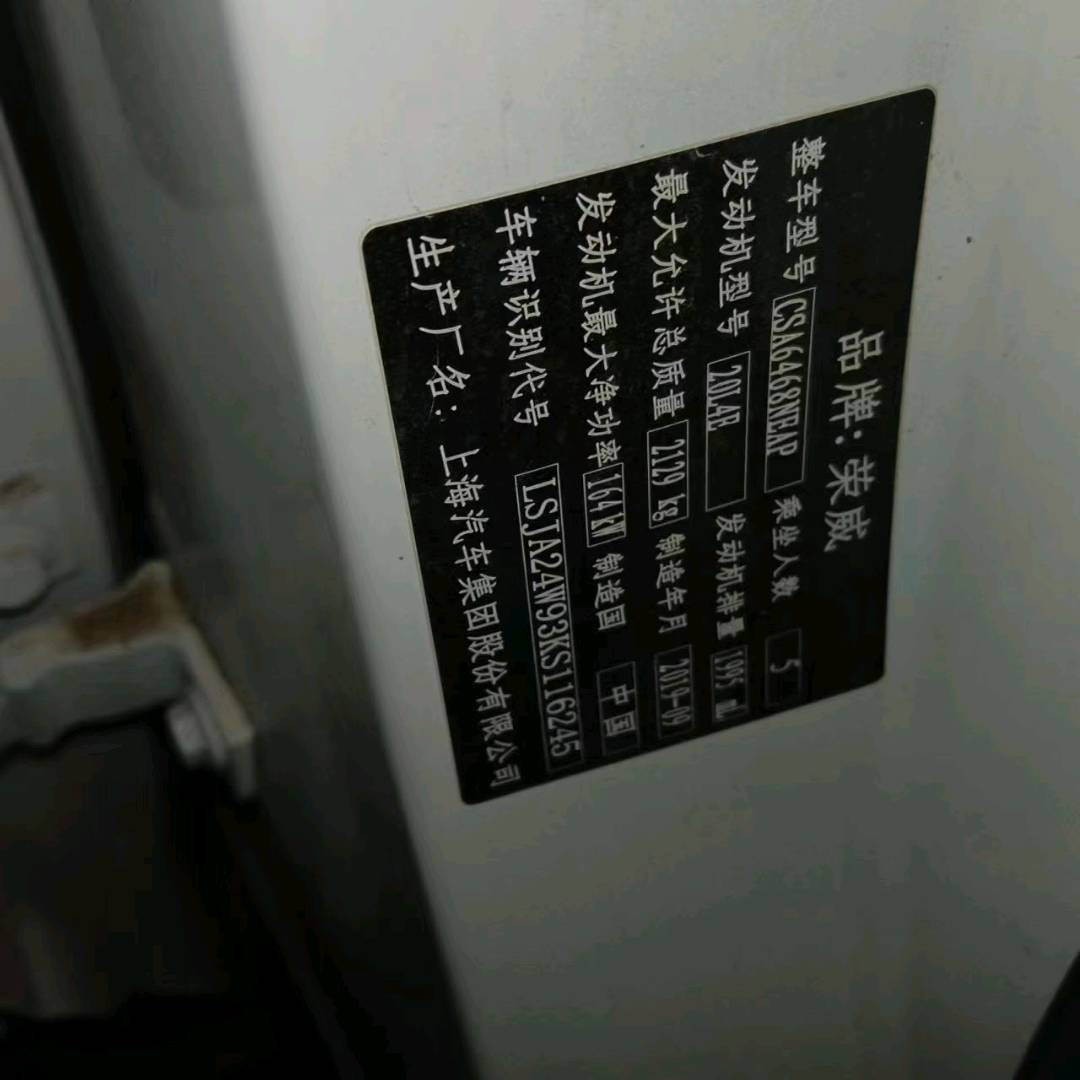 品牌:荣威
整车型号 CSA6468NEAP 乘坐人数 5
发动机型号 20L4E 发动机排量 1995 mL
最大允许总质量 2129 kg 制造年月 2019-09
发动机最大净功率 164 kW 制造国 中国
车辆识别代号 LSJA24W93KS116245
生产厂名:上海汽车集团股份有限公司